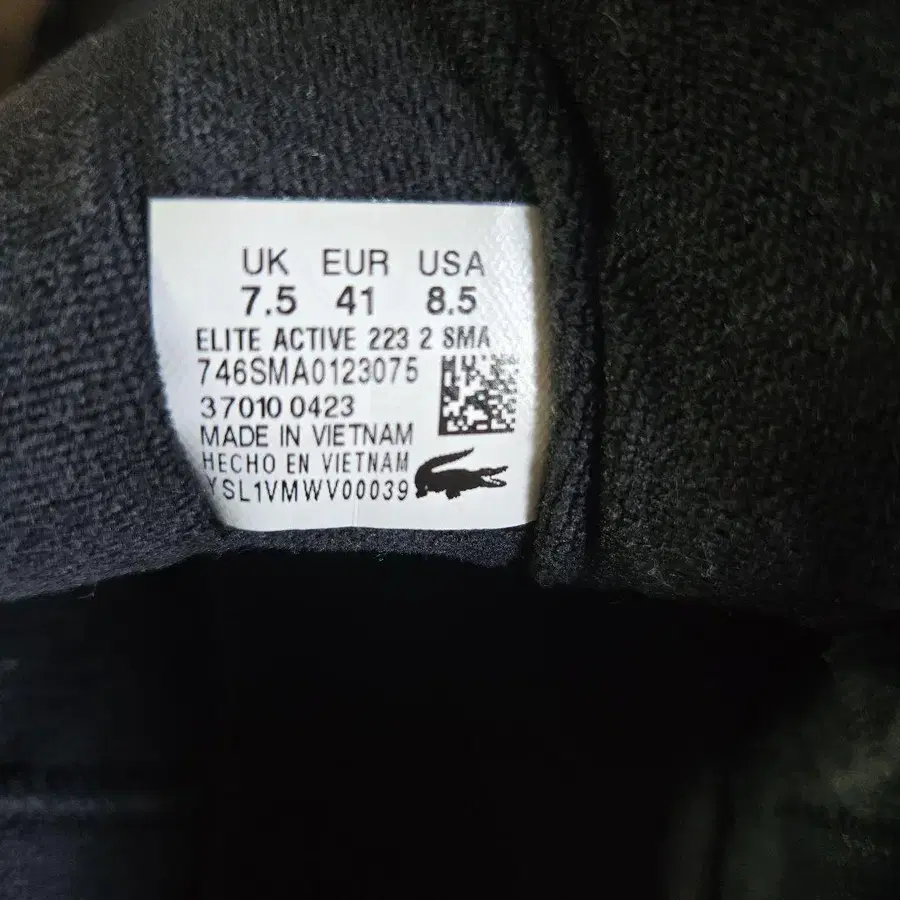 UK EUR USA
7.5 41 8.5
ELITE ACTIVE 223 2 SMA
746SMA0123075
37010 0423
MADE IN VIETNAM
HECHO EN VIETNAM
YSL1VMWV00039